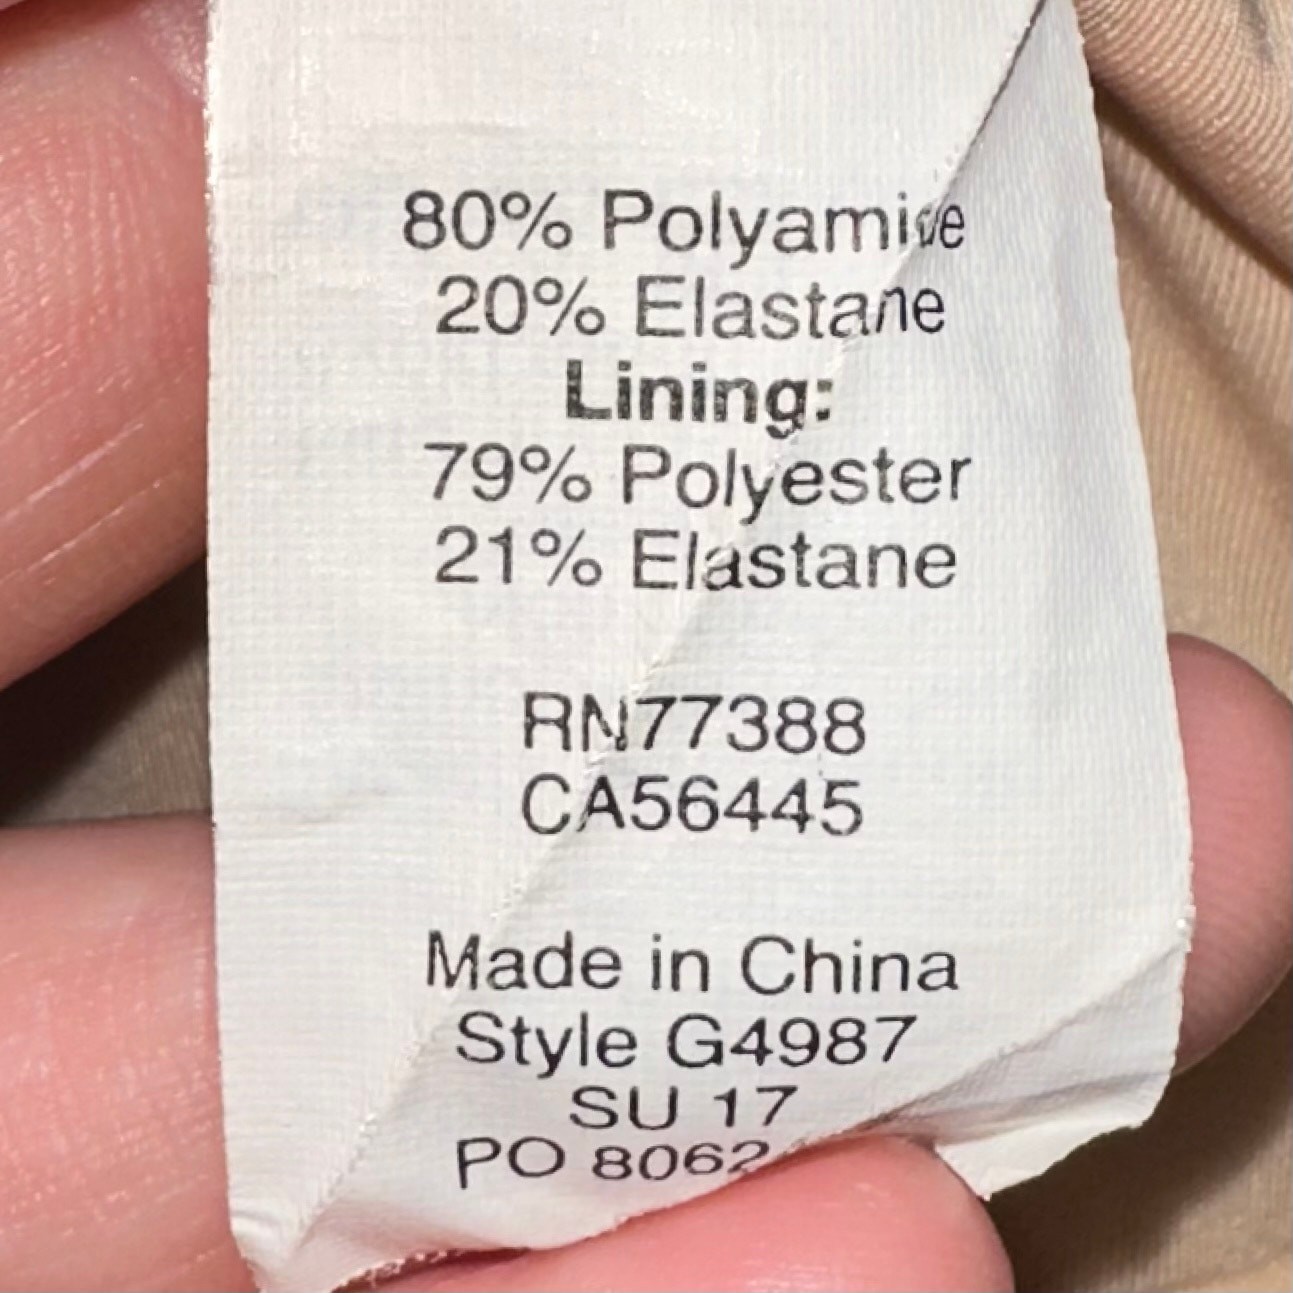 80% Polyamide
20% Elastane
Lining:
79% Polyester
21% Elastane
RN77388
CA56445
Made in China
Style G4987
SU 17
PO 8062